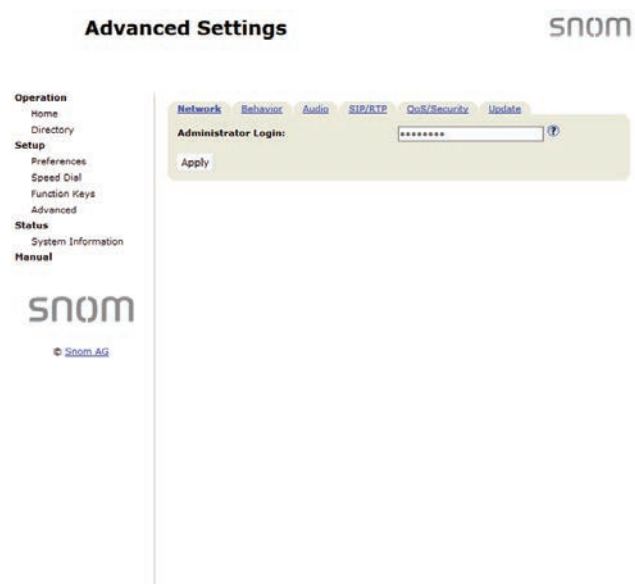 Advanced Settings
snom
Operation
Home
Directory
Setup
Preferences
Speed Dial
Function Keys
Advanced
Status
System Information
Manual
snom
© Snom AG
Network Behavior Audio SIP/RTP QoS/Security Update
Administrator Login: ******** ?
Apply